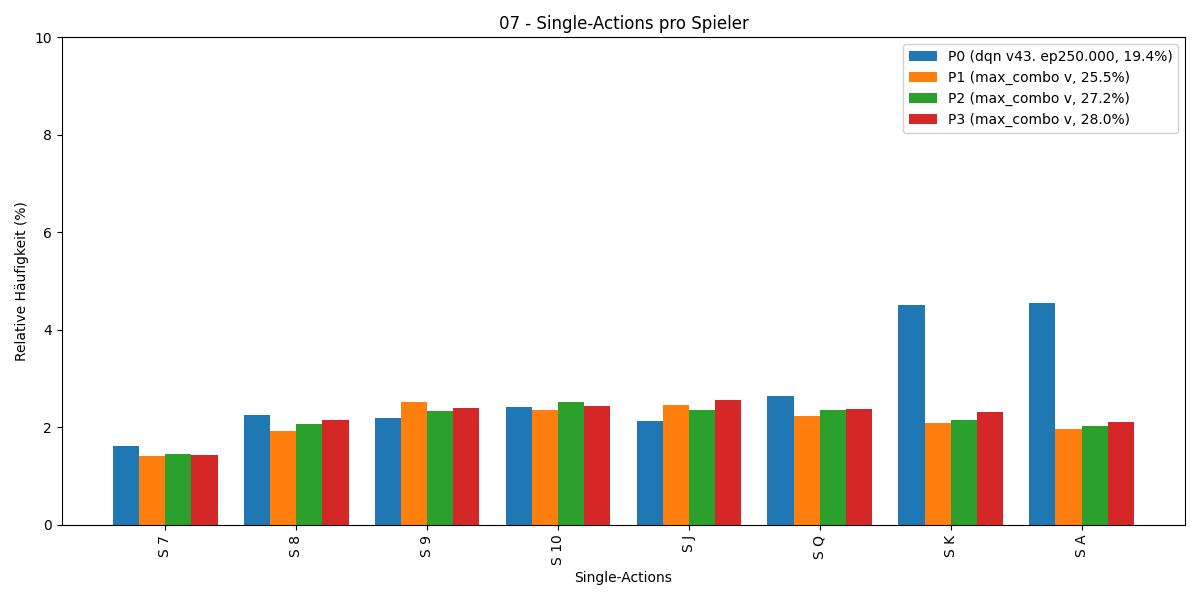 07 - Single-Actions pro Spieler
P0 (dqn v43. ep250.000, 19.4%)
P1 (max_combo v, 25.5%)
P2 (max_combo v, 27.2%)
P3 (max_combo v, 28.0%)
Relative Häufigkeit (%)
10
8
6
4
2
0
S 7
S 8
S 9
S 10
S J
S Q
S K
S A
Single-Actions